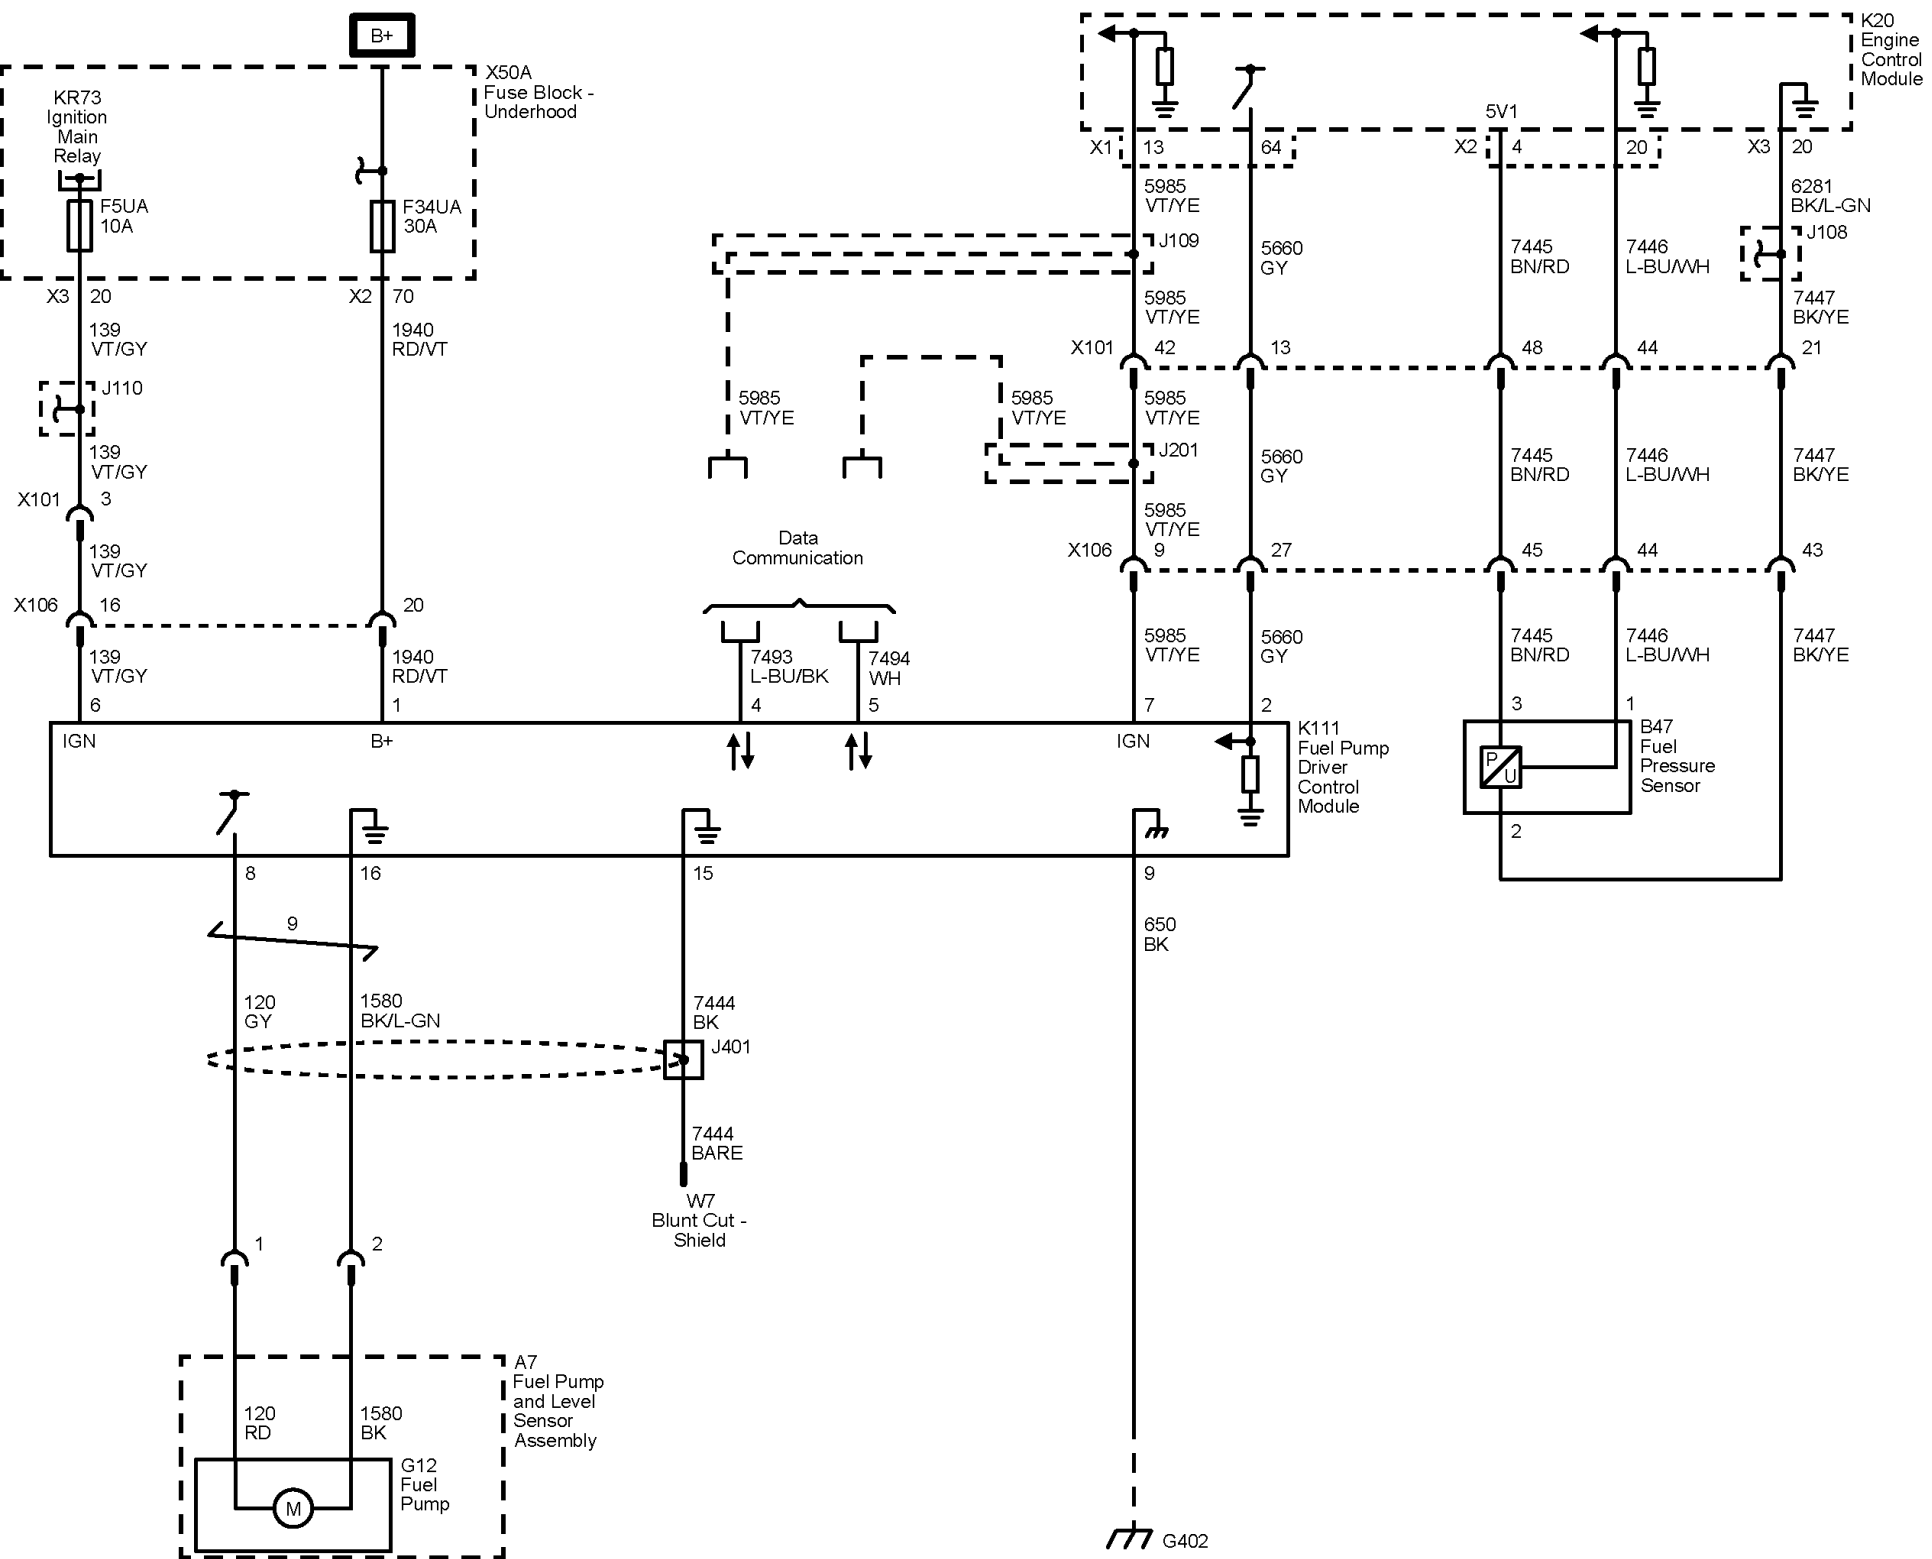 B+
X50A
Fuse Block -
Underhood
KR73
Ignition
Main
Relay
F5UA
10A
F34UA
30A
X3 20
X2 70
139
VT/GY
1940
RD/VT
J110
139
VT/GY
X101 3
139
VT/GY
X106 16
20
139
VT/GY
1940
RD/VT
6
1
K20
Engine
Control
Module
5V1
X1 13
64
X2 4
20
X3 20
5985
VT/YE
6281
BK/L-GN
J109
J108
5660
GY
7445
BN/RD
7446
L-BU/WH
5985
VT/YE
7447
BK/YE
X101 42
13
48
44
21
5985
VT/YE
5985
VT/YE
5985
VT/YE
J201
5660
GY
7445
BN/RD
7446
L-BU/WH
7447
BK/YE
5985
VT/YE
X106 9
27
45
44
43
Data
Communication
7493
L-BU/BK
7494
WH
4
5
5985
VT/YE
5660
GY
7445
BN/RD
7446
L-BU/WH
7447
BK/YE
7
2
3
1
IGN
B+
IGN
K111
Fuel Pump
Driver
Control
Module
P
U
B47
Fuel
Pressure
Sensor
2
8
16
15
9
9
650
BK
120
GY
1580
BK/L-GN
7444
BK
J401
7444
BARE
W7
Blunt Cut -
Shield
1
2
A7
Fuel Pump
and Level
Sensor
Assembly
120
RD
1580
BK
G12
Fuel
Pump
M
G402